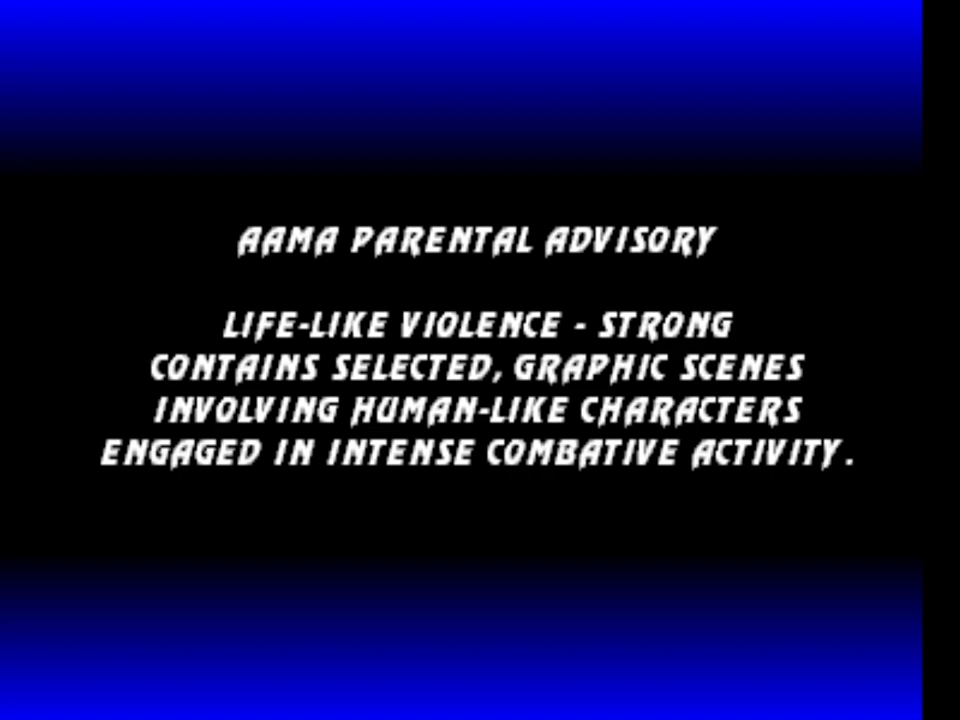 AAMA PARENTAL ADVISORY
LIFE-LIKE VIOLENCE - STRONG
CONTAINS SELECTED, GRAPHIC SCENES
INVOLVING HUMAN-LIKE CHARACTERS
ENGAGED IN INTENSE COMBATIVE ACTIVITY.